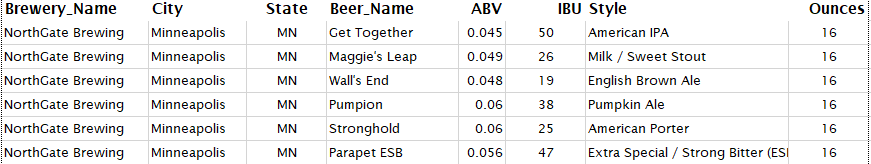 Brewery_Name City State Beer_Name ABV IBU Style Ounces
NorthGate Brewing Minneapolis MN Get Together 0.045 50 American IPA 16
NorthGate Brewing Minneapolis MN Maggie's Leap 0.049 26 Milk / Sweet Stout 16
NorthGate Brewing Minneapolis MN Wall's End 0.048 19 English Brown Ale 16
NorthGate Brewing Minneapolis MN Pumpion 0.06 38 Pumpkin Ale 16
NorthGate Brewing Minneapolis MN Stronghold 0.06 25 American Porter 16
NorthGate Brewing Minneapolis MN Parapet ESB 0.056 47 Extra Special / Strong Bitter (ESI 16